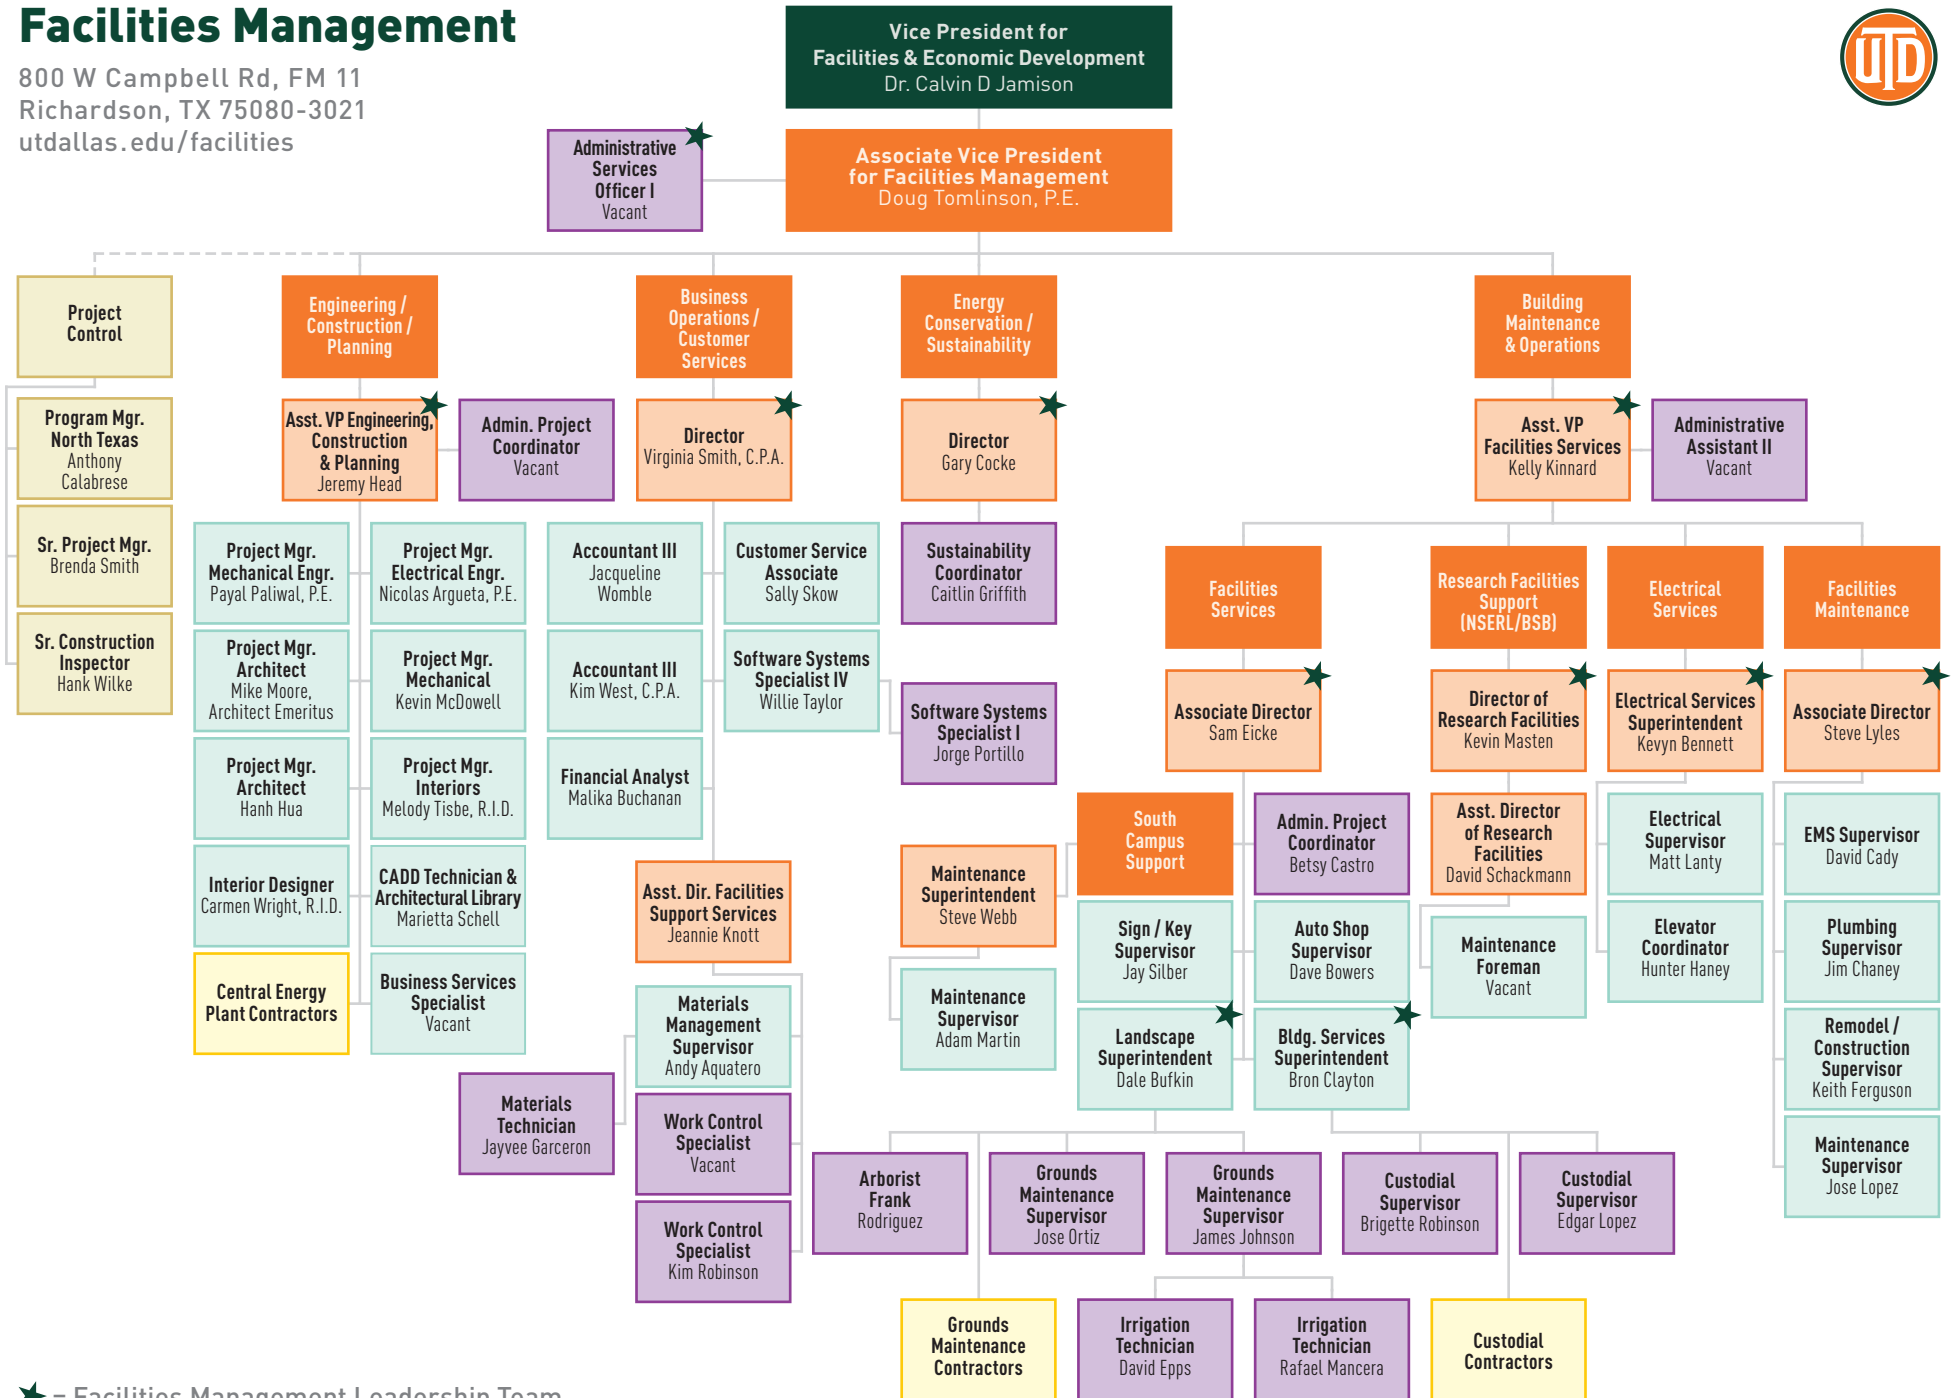 Facilities Management
800 W Campbell Rd, FM 11
Richardson, TX 75080-3021
utdallas.edu/facilities
Vice President for
Facilities & Economic Development
Dr. Calvin D Jamison
UTD
Administrative
Services
Officer I
Vacant
Associate Vice President
for Facilities Management
Doug Tomlinson, P.E.
Project
Control
Engineering /
Construction /
Planning
Business
Operations /
Customer
Services
Energy
Conservation /
Sustainability
Building
Maintenance
& Operations
Program Mgr.
North Texas
Anthony
Calabrese
Asst. VP Engineering,
Construction
& Planning
Jeremy Head
Admin. Project
Coordinator
Vacant
Director
Virginia Smith, C.P.A.
Director
Gary Cocke
Asst. VP
Facilities Services
Kelly Kinnard
Administrative
Assistant II
Vacant
Sr. Project Mgr.
Brenda Smith
Project Mgr.
Mechanical Engr.
Payal Paliwal, P.E.
Project Mgr.
Electrical Engr.
Nicolas Argueta, P.E.
Accountant III
Jacqueline
Womble
Customer Service
Associate
Sally Skow
Sustainability
Coordinator
Caitlin Griffith
Facilities
Services
Research Facilities
Support
(NSERL/BSB)
Electrical
Services
Facilities
Maintenance
Sr. Construction
Inspector
Hank Wilke
Project Mgr.
Architect
Mike Moore,
Architect Emeritus
Project Mgr.
Mechanical
Kevin McDowell
Accountant III
Kim West, C.P.A.
Software Systems
Specialist IV
Willie Taylor
Software Systems
Specialist I
Jorge Portillo
Associate Director
Sam Eicke
Director of
Research Facilities
Kevin Masten
Electrical Services
Superintendent
Kevyn Bennett
Associate Director
Steve Lyles
Project Mgr.
Architect
Hanh Hua
Project Mgr.
Interiors
Melody Tisbe, R.I.D.
Financial Analyst
Malika Buchanan
South
Campus
Support
Admin. Project
Coordinator
Betsy Castro
Asst. Director
of Research
Facilities
David Schackmann
Electrical
Supervisor
Matt Lanty
EMS Supervisor
David Cady
Interior Designer
Carmen Wright, R.I.D.
CADD Technician &
Architectural Library
Marietta Schell
Asst. Dir. Facilities
Support Services
Jeannie Knott
Maintenance
Superintendent
Steve Webb
Sign / Key
Supervisor
Jay Silber
Auto Shop
Supervisor
Dave Bowers
Maintenance
Foreman
Vacant
Elevator
Coordinator
Hunter Haney
Plumbing
Supervisor
Jim Chaney
Central Energy
Plant Contractors
Business Services
Specialist
Vacant
Materials
Management
Supervisor
Andy Aquatero
Maintenance
Supervisor
Adam Martin
Landscape
Superintendent
Dale Bufkin
Bldg. Services
Superintendent
Bron Clayton
Remodel /
Construction
Supervisor
Keith Ferguson
Materials
Technician
Jayvee Garceron
Work Control
Specialist
Vacant
Arborist
Frank
Rodriguez
Grounds
Maintenance
Supervisor
Jose Ortiz
Grounds
Maintenance
Supervisor
James Johnson
Custodial
Supervisor
Brigette Robinson
Custodial
Supervisor
Edgar Lopez
Maintenance
Supervisor
Jose Lopez
Work Control
Specialist
Kim Robinson
Grounds
Maintenance
Contractors
Irrigation
Technician
David Epps
Irrigation
Technician
Rafael Mancera
Custodial
Contractors
= Facilities Management Leadership Team